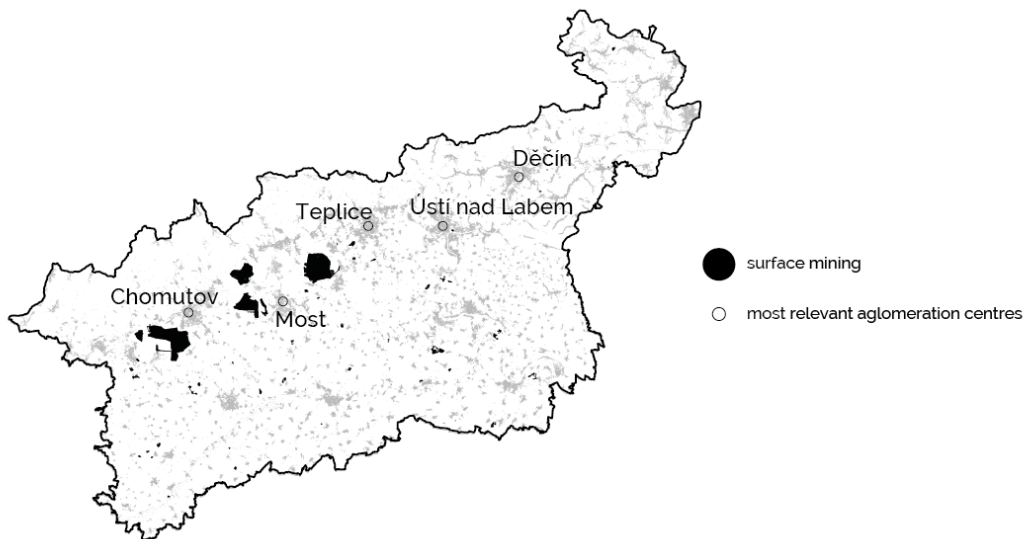 Děčín
Teplice
Ústí nad Labem
Chomutov
Most
surface mining
most relevant aglomeration centres